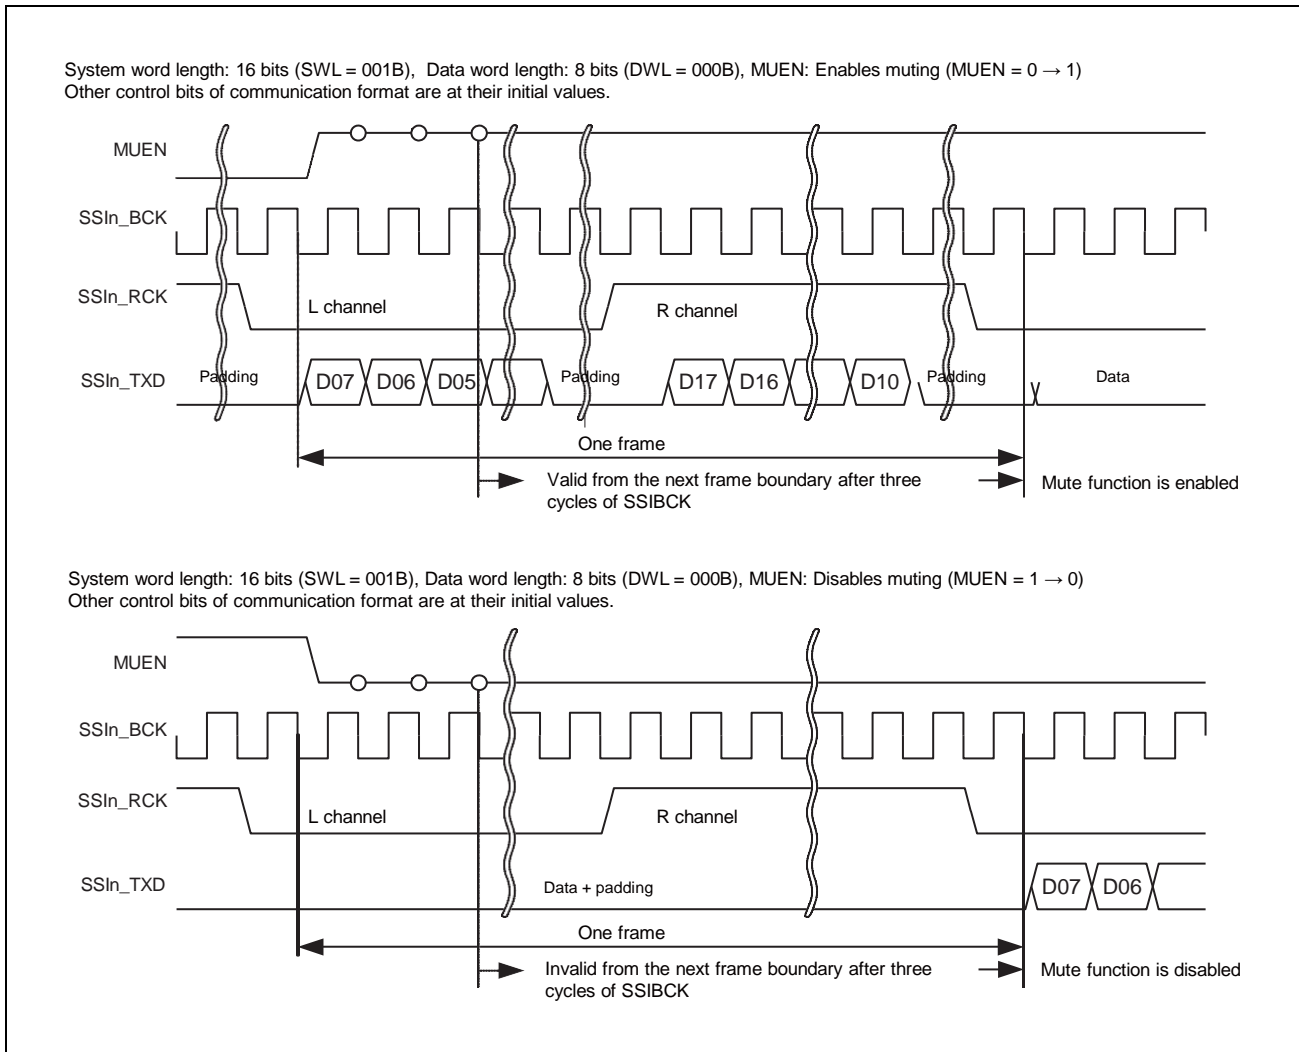 System word length: 16 bits (SWL = 001B),  Data word length: 8 bits (DWL = 000B), MUEN: Enables muting (MUEN = 0 → 1)
Other control bits of communication format are at their initial values.
MUEN
SSIn_BCK
SSIn_RCK
L channel
R channel
SSIn_TXD
Padding
D07
D06
D05
Padding
D17
D16
D10
Padding
Data
One frame
Valid from the next frame boundary after three
cycles of SSIBCK
Mute function is enabled
System word length: 16 bits (SWL = 001B), Data word length: 8 bits (DWL = 000B), MUEN: Disables muting (MUEN = 1 → 0)
Other control bits of communication format are at their initial values.
MUEN
SSIn_BCK
SSIn_RCK
L channel
R channel
SSIn_TXD
Data + padding
D07
D06
One frame
Invalid from the next frame boundary after three
cycles of SSIBCK
Mute function is disabled